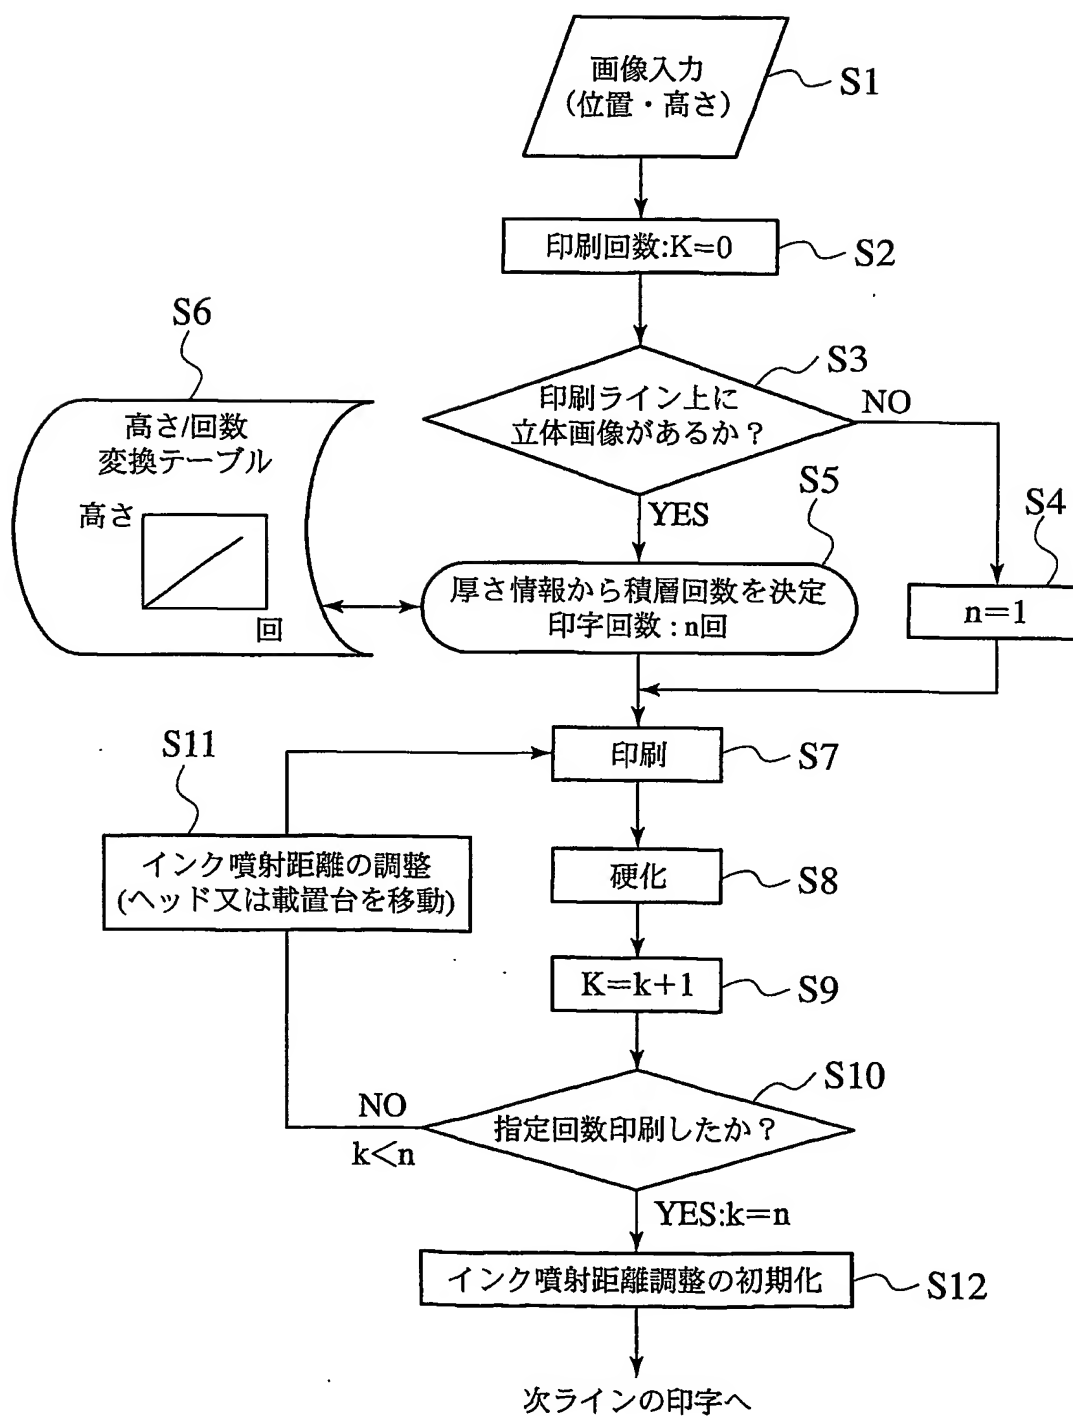 画像入力
(位置・高さ)
S1
印刷回数:K=0
S2
S6
S3
印刷ライン上に
立体画像があるか？
NO
高さ/回数
変換テーブル
高さ
回
YES
S5
S4
厚さ情報から積層回数を決定
印字回数：n回
n=1
S11
印刷
S7
インク噴射距離の調整
(ヘッド又は載置台を移動)
硬化
S8
K=k+1
S9
S10
NO
k<n
指定回数印刷したか？
YES:k=n
インク噴射距離調整の初期化
S12
次ラインの印字へ